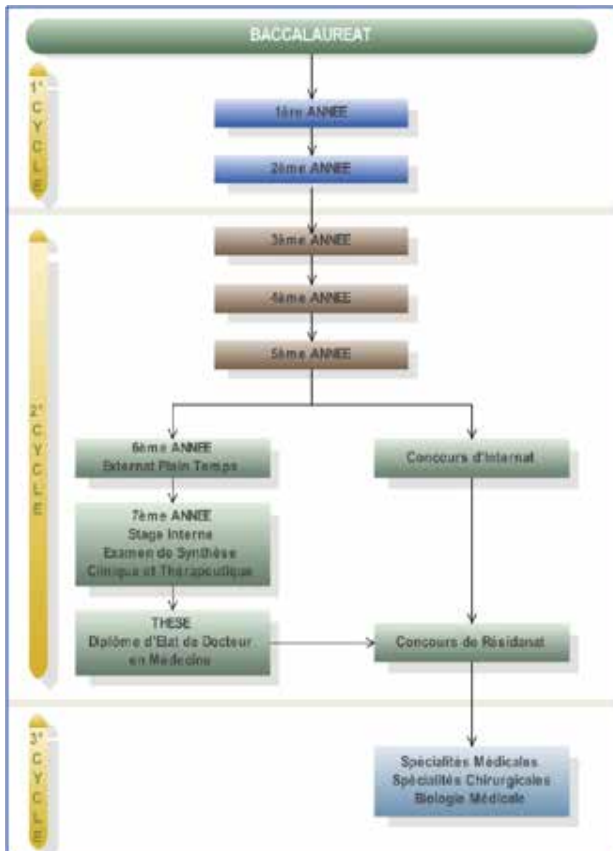 BACCALAUREAT
1° CYCLE
1ère ANNEE
2ème ANNEE
2° CYCLE
3ème ANNEE
4ème ANNEE
5ème ANNEE
6ème ANNEE
Externat Plein Temps
Concours d'Internat
7ème ANNEE
Stage Interne
Examen de Synthèse
Clinique et Thérapeutique
THESE
Diplôme d'Etat de Docteur
en Médecine
Concours de Résidanat
3° CYCLE
Spécialités Médicales
Spécialités Chirurgicales
Biologie Médicale